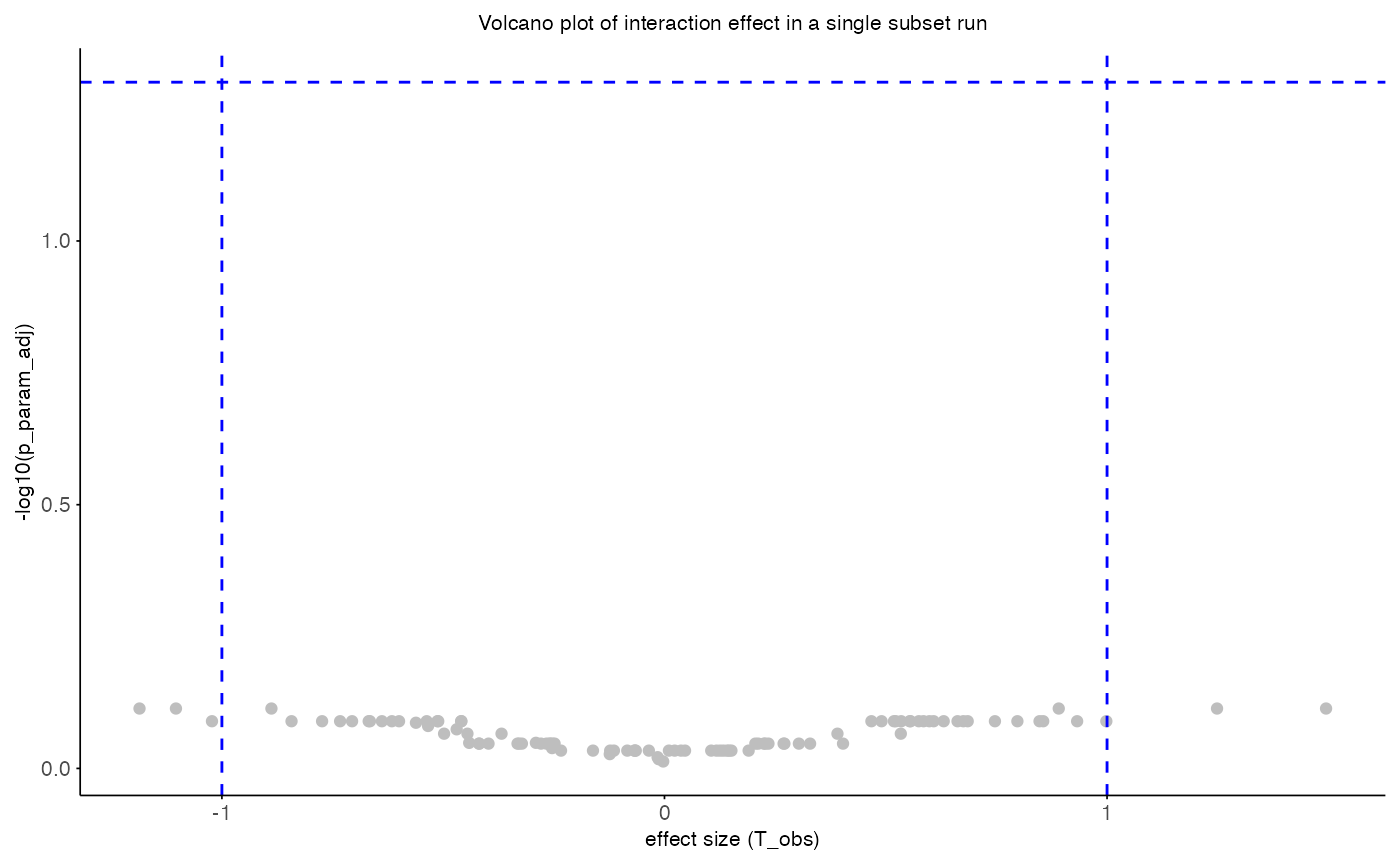 Volcano plot of interaction effect in a single subset run
-log10(p_param_adj)
1.0
0.5
0.0
-1
0
1
effect size (T_obs)